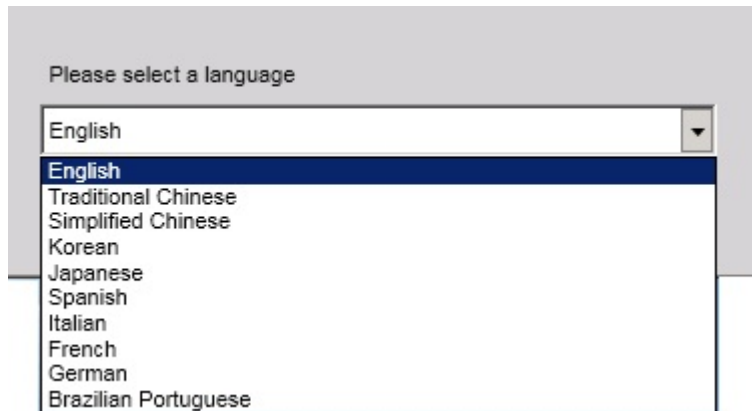 Please select a language
English
English
Traditional Chinese
Simplified Chinese
Korean
Japanese
Spanish
Italian
French
German
Brazilian Portuguese